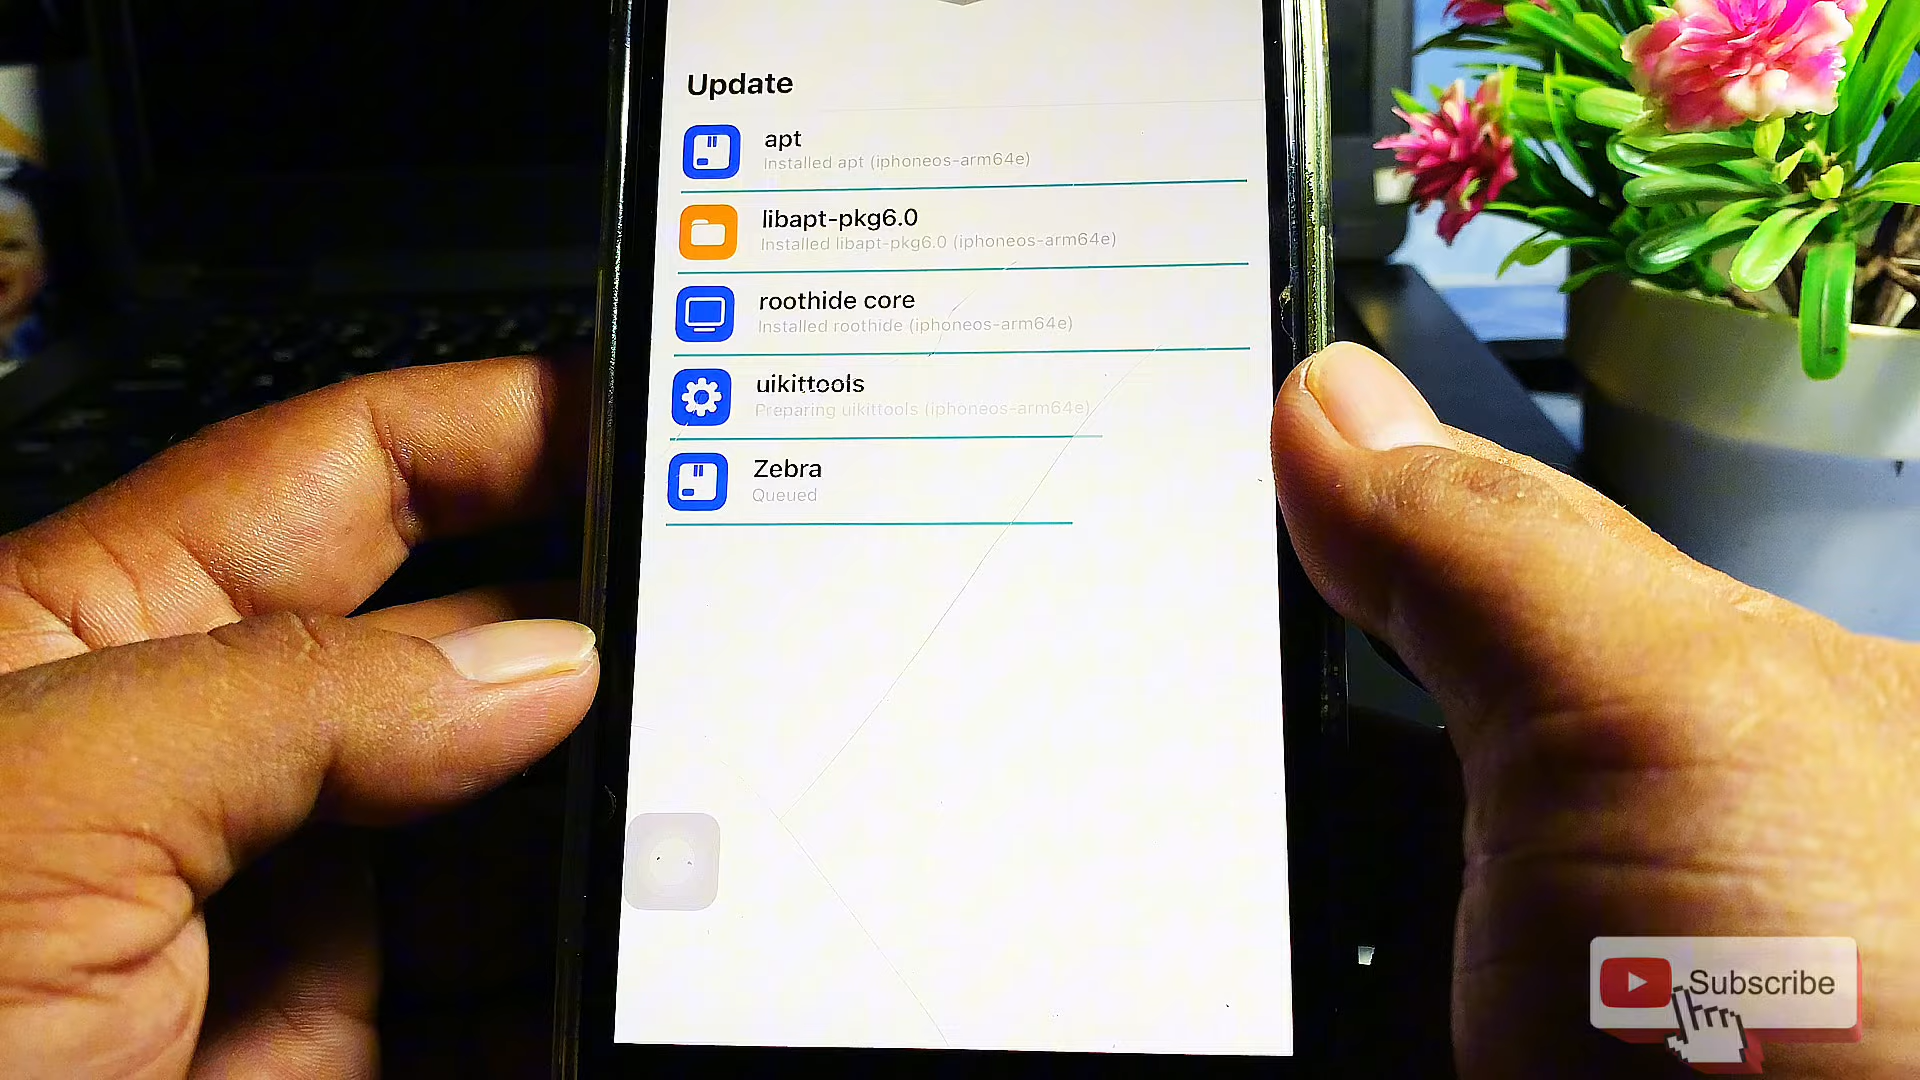 Update
apt
Installed apt (iphoneos-arm64e)
libapt-pkg6.0
Installed libapt-pkg6.0 (iphoneos-arm64e)
roothide core
Installed roothide (iphoneos-arm64e)
uikittools
Preparing uikittools (iphoneos-arm64e)
Zebra
Queued
Subscribe